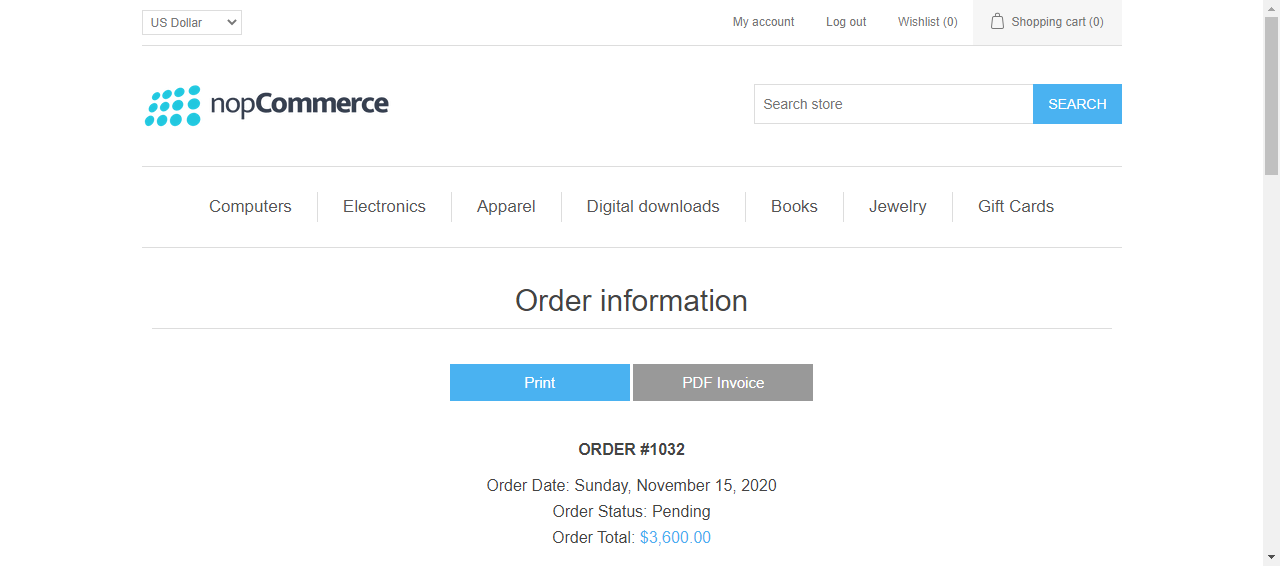 US Dollar My account Log out Wishlist (0) Shopping cart (0)
nopCommerce Search store SEARCH
Computers Electronics Apparel Digital downloads Books Jewelry Gift Cards
Order information
Print PDF Invoice
ORDER #1032
Order Date: Sunday, November 15, 2020
Order Status: Pending
Order Total: $3,600.00